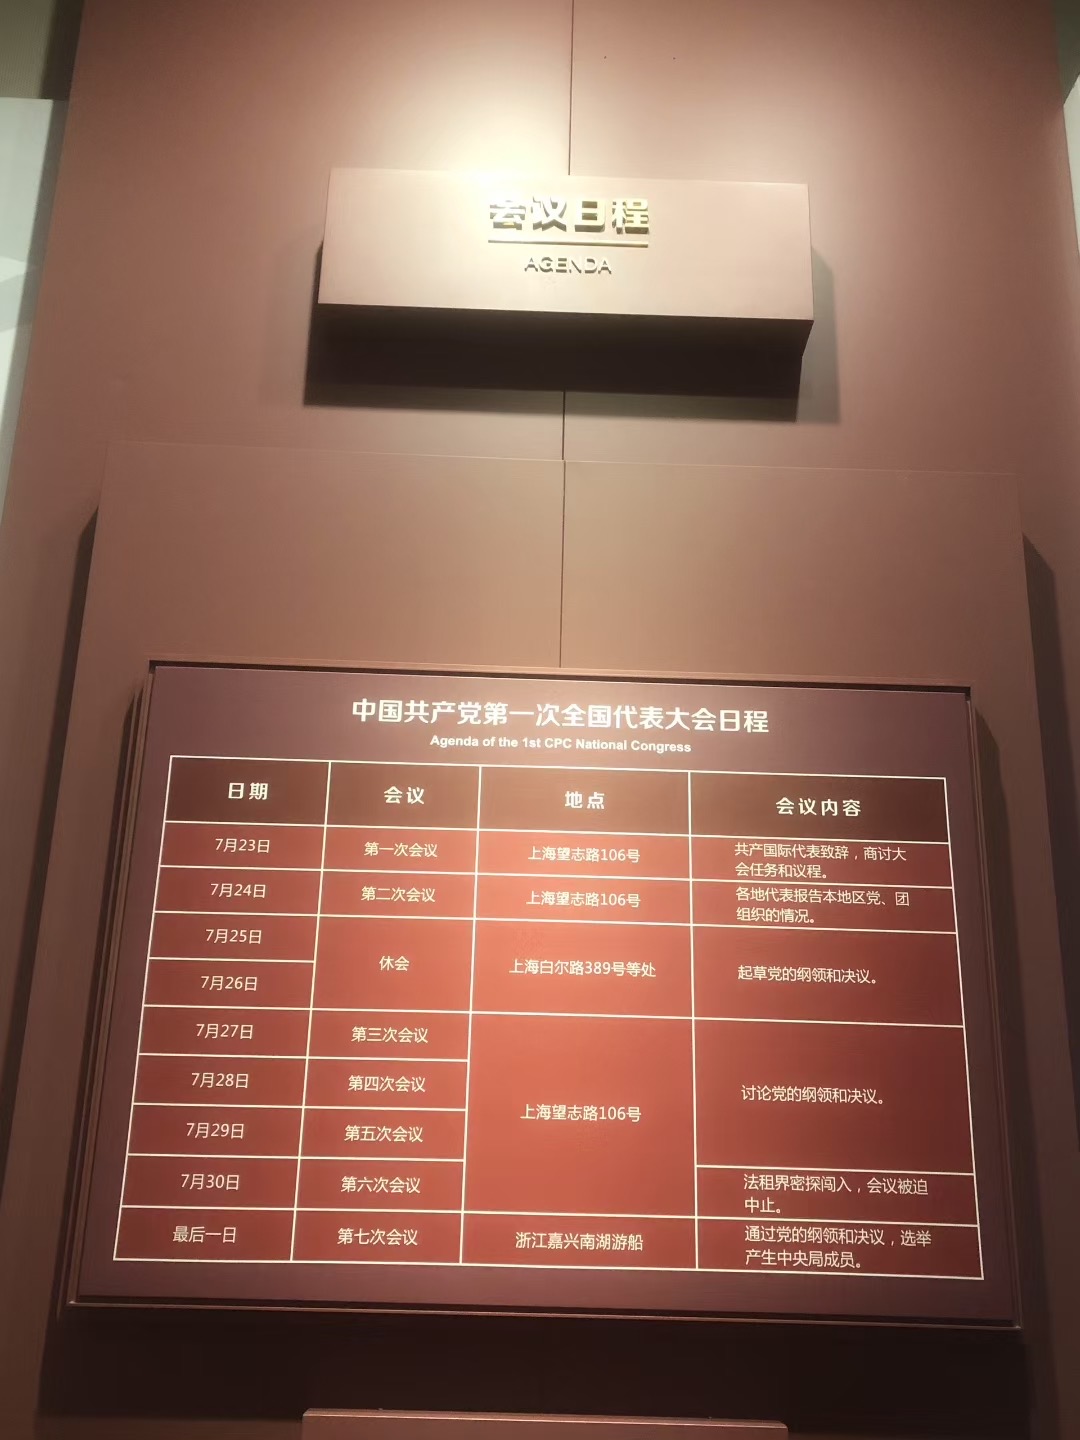 会议日程
AGENDA
中国共产党第一次全国代表大会日程
Agenda of the 1st CPC National Congress
日期 会议 地点 会议内容
7月23日 第一次会议 上海望志路106号 共产国际代表致辞，商讨大
会任务和议程。
7月24日 第二次会议 上海望志路106号 各地代表报告本地区党、团
组织的情况。
7月25日
休会 上海白尔路389号等处 起草党的纲领和决议。
7月26日
7月27日 第三次会议
7月28日 第四次会议
上海望志路106号 讨论党的纲领和决议。
7月29日 第五次会议
7月30日 第六次会议 法租界密探闯入，会议被迫
中止。
最后一日 第七次会议 浙江嘉兴南湖游船 通过党的纲领和决议，选举
产生中央局成员。